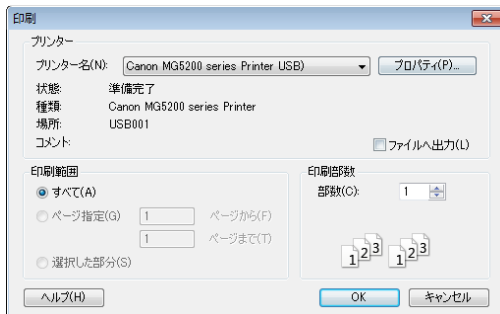 印刷
プリンター
プリンター名(N): Canon MG5200 series Printer USB) プロパティ(P)...
状態: 準備完了
種類: Canon MG5200 series Printer
場所: USB001
コメント: ファイルへ出力(L)
印刷範囲 印刷部数
すべて(A) 部数(C): 1
ページ指定(G) 1 ページから(F)
1 ページまで(T)
選択した部分(S) 1 2 3 1 2 3
ヘルプ(H) OK キャンセル